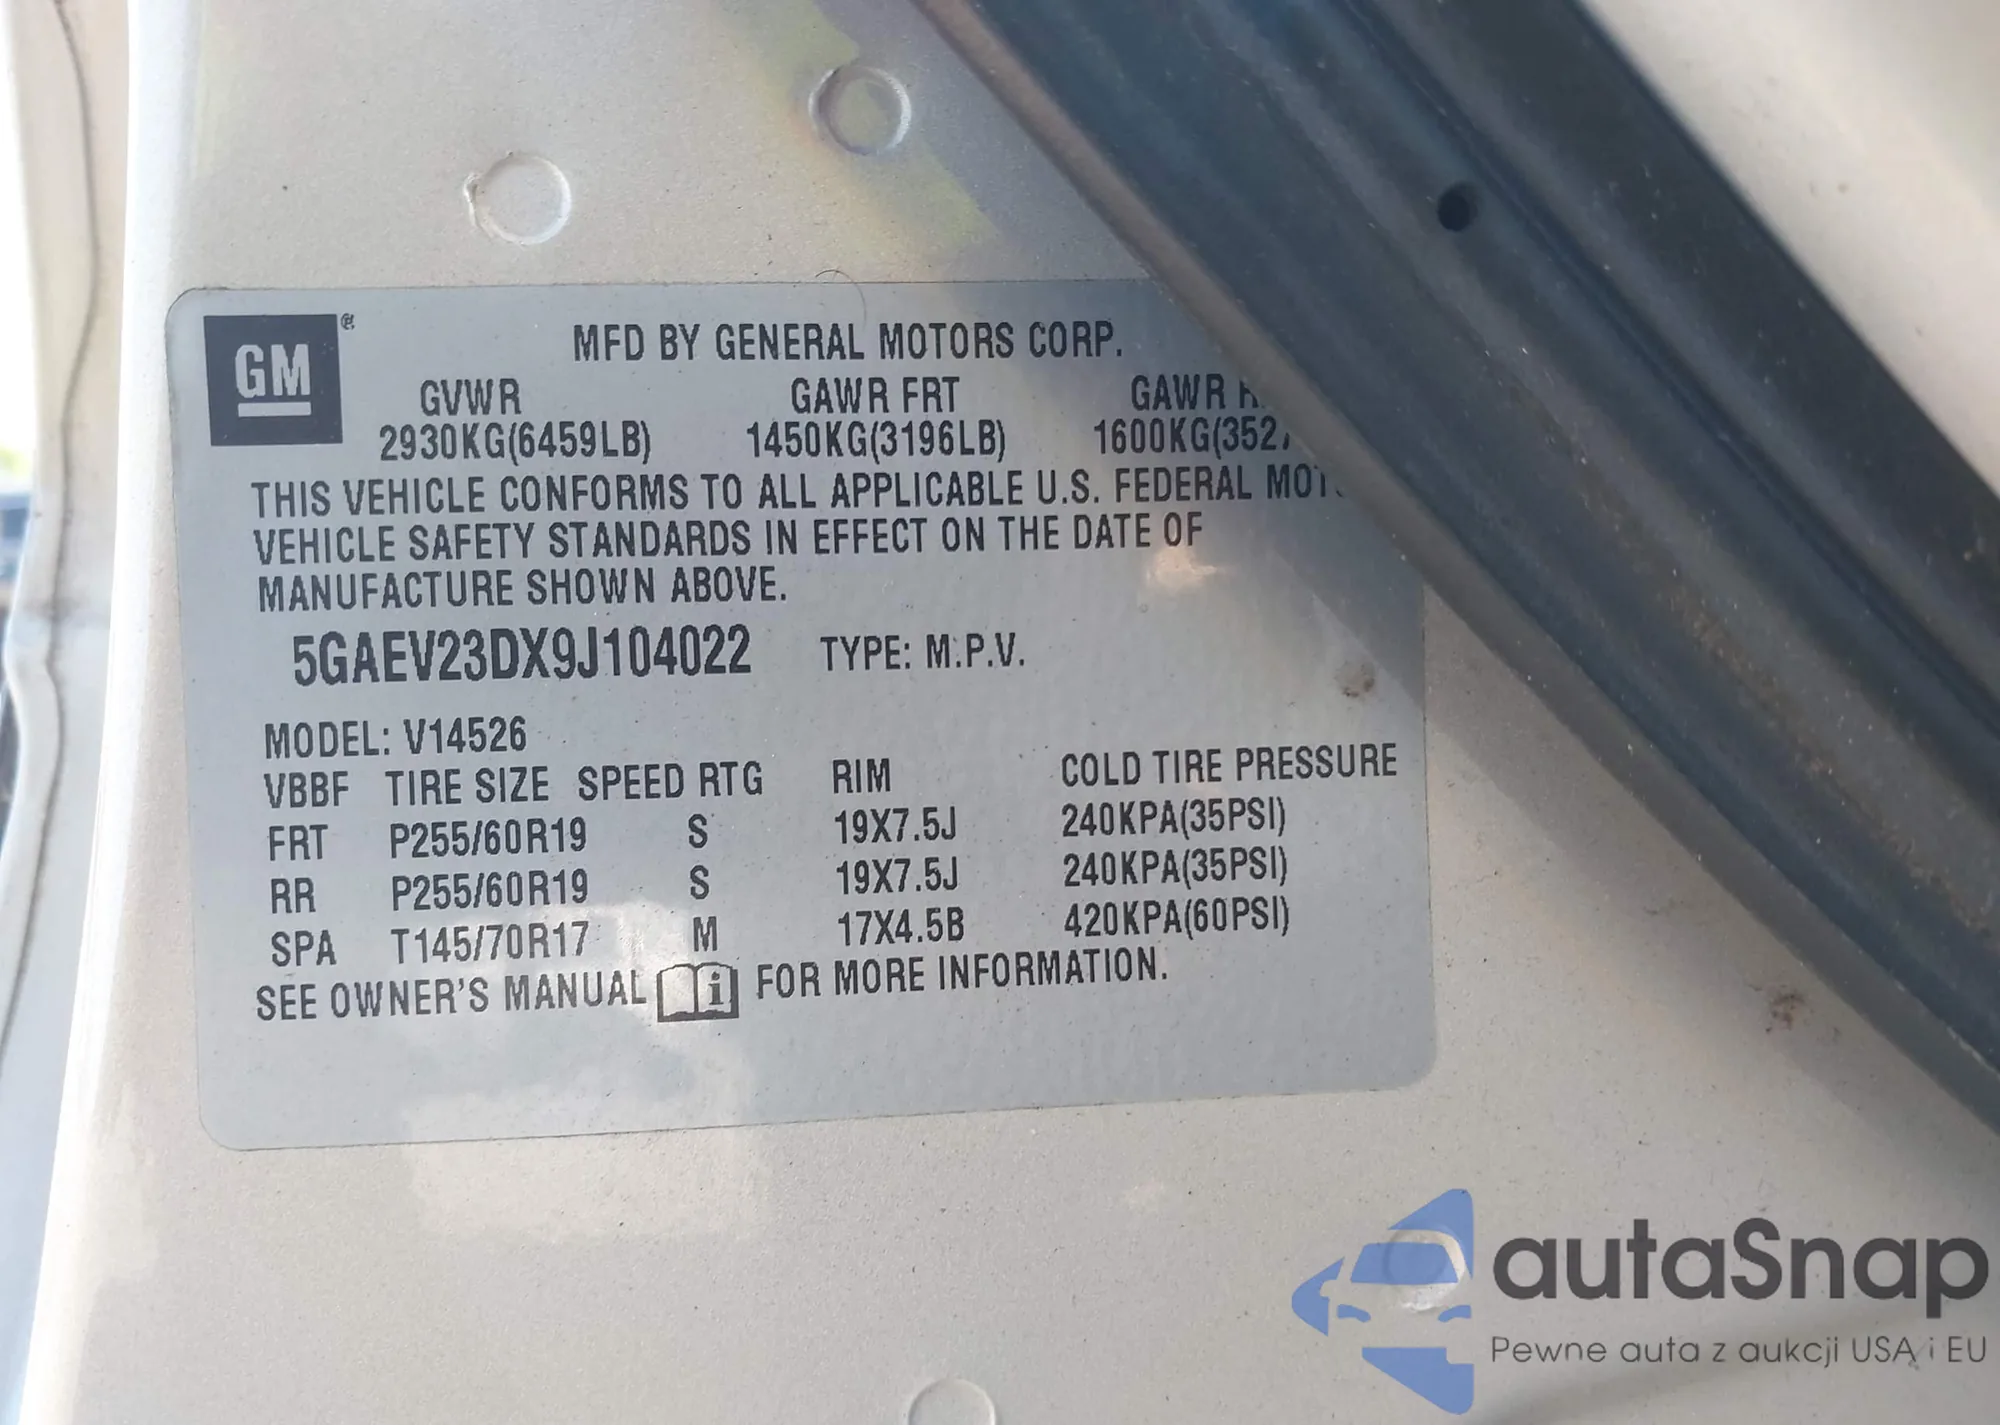 GM ®
MFD BY GENERAL MOTORS CORP.
GVWR GAWR FRT GAWR
2930KG(6459LB) 1450KG(3196LB) 1600KG(352
THIS VEHICLE CONFORMS TO ALL APPLICABLE U.S. FEDERAL
VEHICLE SAFETY STANDARDS IN EFFECT ON THE DATE OF
MANUFACTURE SHOWN ABOVE.
5GAEV23DX9J104022 TYPE: M.P.V.
MODEL: V14526
VBBF TIRE SIZE SPEED RTG RIM COLD TIRE PRESSURE
FRT P255/60R19 S 19X7.5J 240KPA(35PSI)
RR P255/60R19 S 19X7.5J 240KPA(35PSI)
SPA T145/70R17 M 17X4.5B 420KPA(60PSI)
SEE OWNER'S MANUAL i FOR MORE INFORMATION.
autaSnap
Pewne auta z aukcji USA i EU